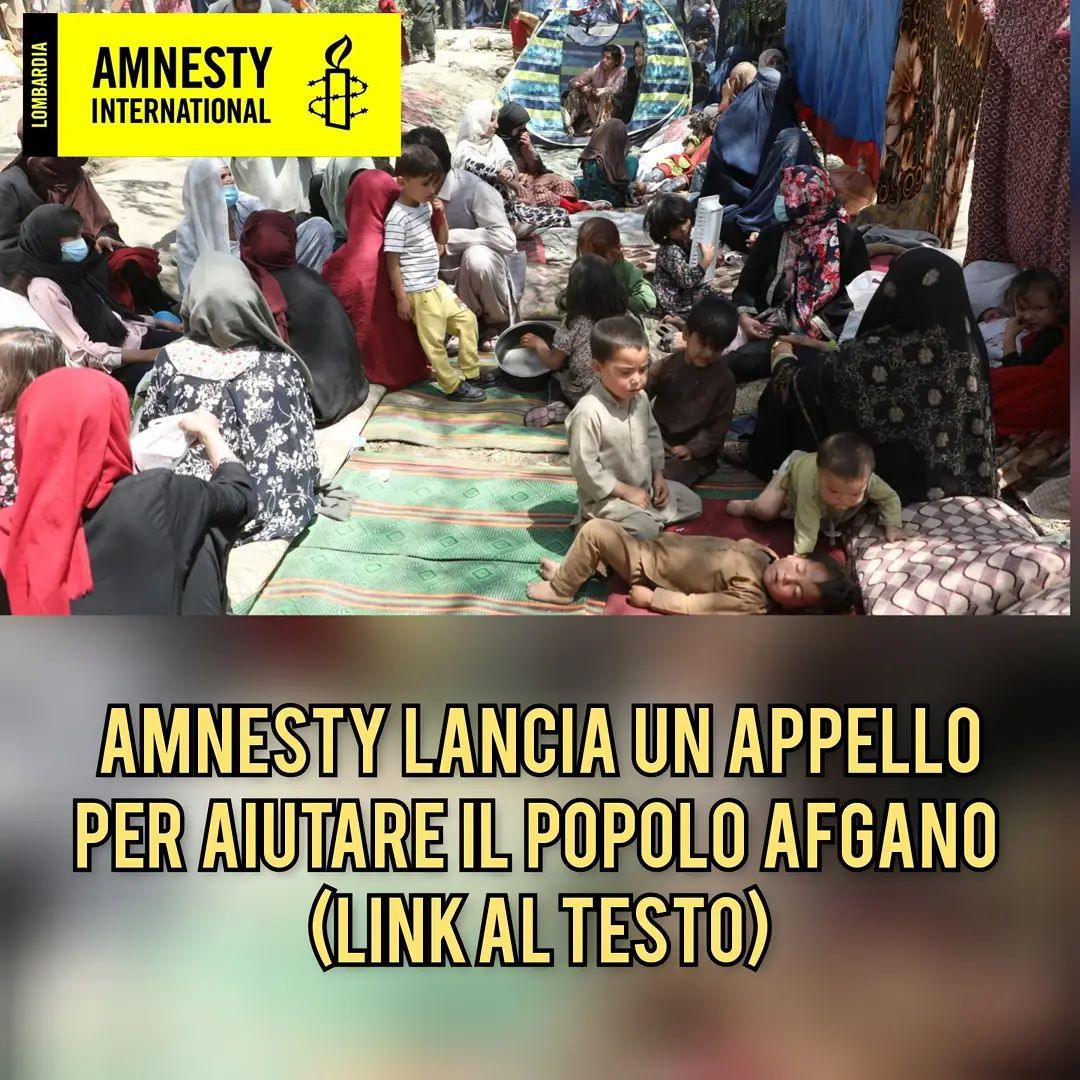 LOMBARDIA
AMNESTY
INTERNATIONAL
AMNESTY LANCIA UN APPELLO
PER AIUTARE IL POPOLO AFGANO
(LINK AL TESTO)